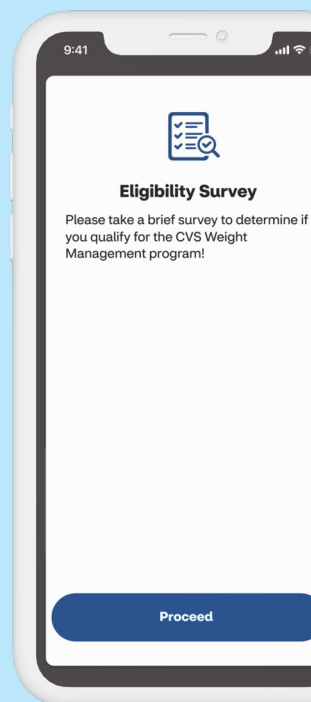 9:41
Eligibility Survey
Please take a brief survey to determine if
you qualify for the CVS Weight
Management program!
Proceed